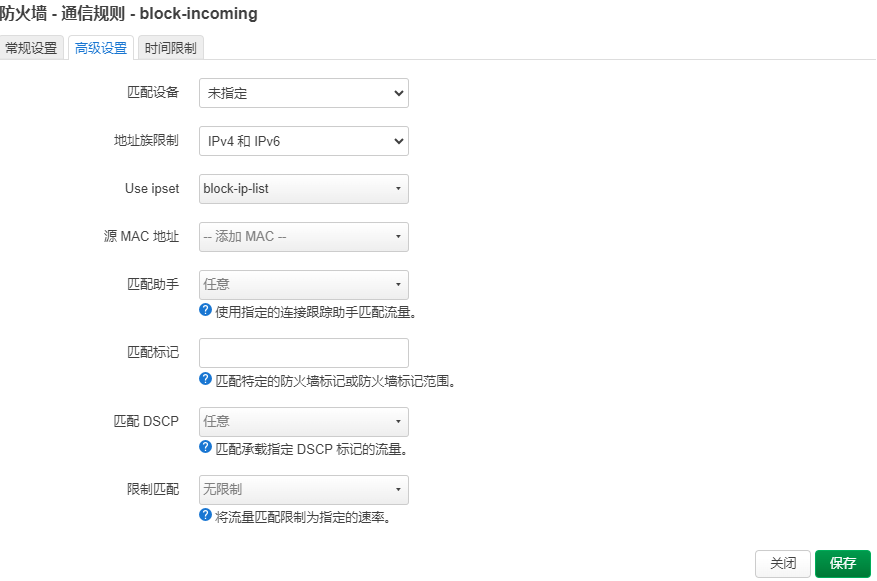 防火墙 - 通信规则 - block-incoming
常规设置 高级设置 时间限制
匹配设备 未指定
地址族限制 IPv4 和 IPv6
Use ipset block-ip-list
源 MAC 地址 -- 添加 MAC --
匹配助手 任意
使用指定的连接跟踪助手匹配流量。
匹配标记
匹配特定的防火墙标记或防火墙标记范围。
匹配 DSCP 任意
匹配承载指定 DSCP 标记的流量。
限制匹配 无限制
将流量匹配限制为指定的速率。
关闭 保存